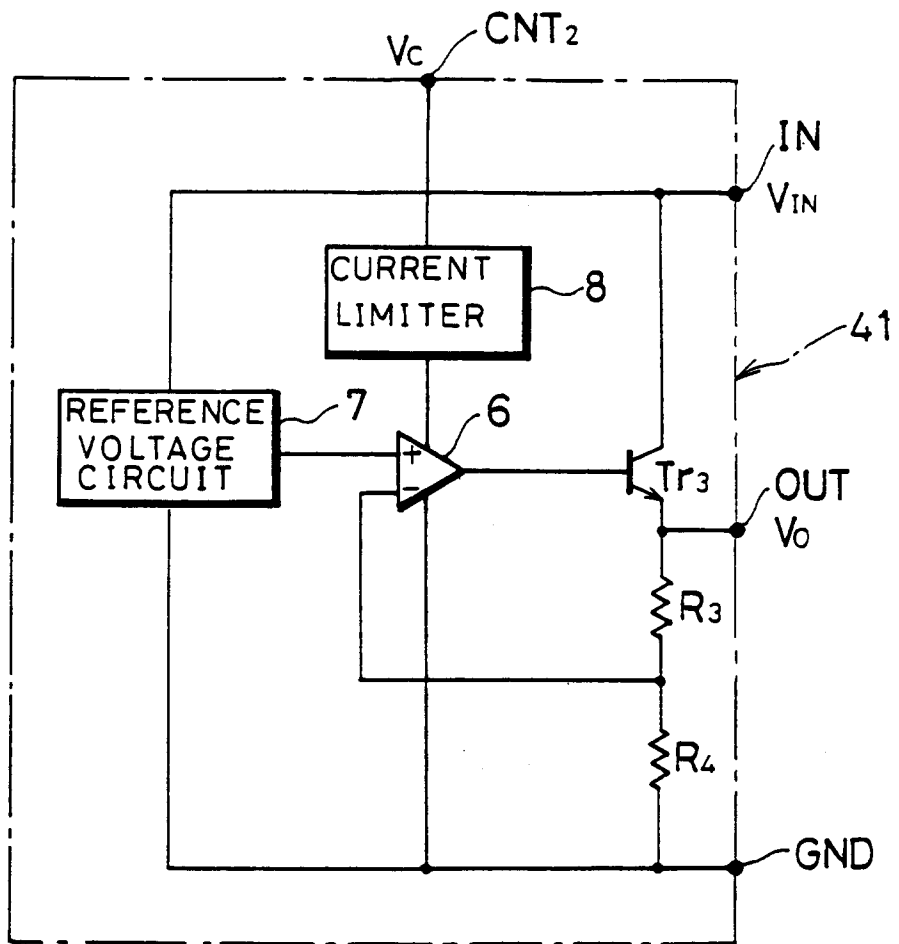 CNT₂
Vc
IN
VIN
CURRENT
LIMITER
8
41
REFERENCE
VOLTAGE
CIRCUIT
7
6
+
−
Tr₃
OUT
Vo
R₃
R₄
GND